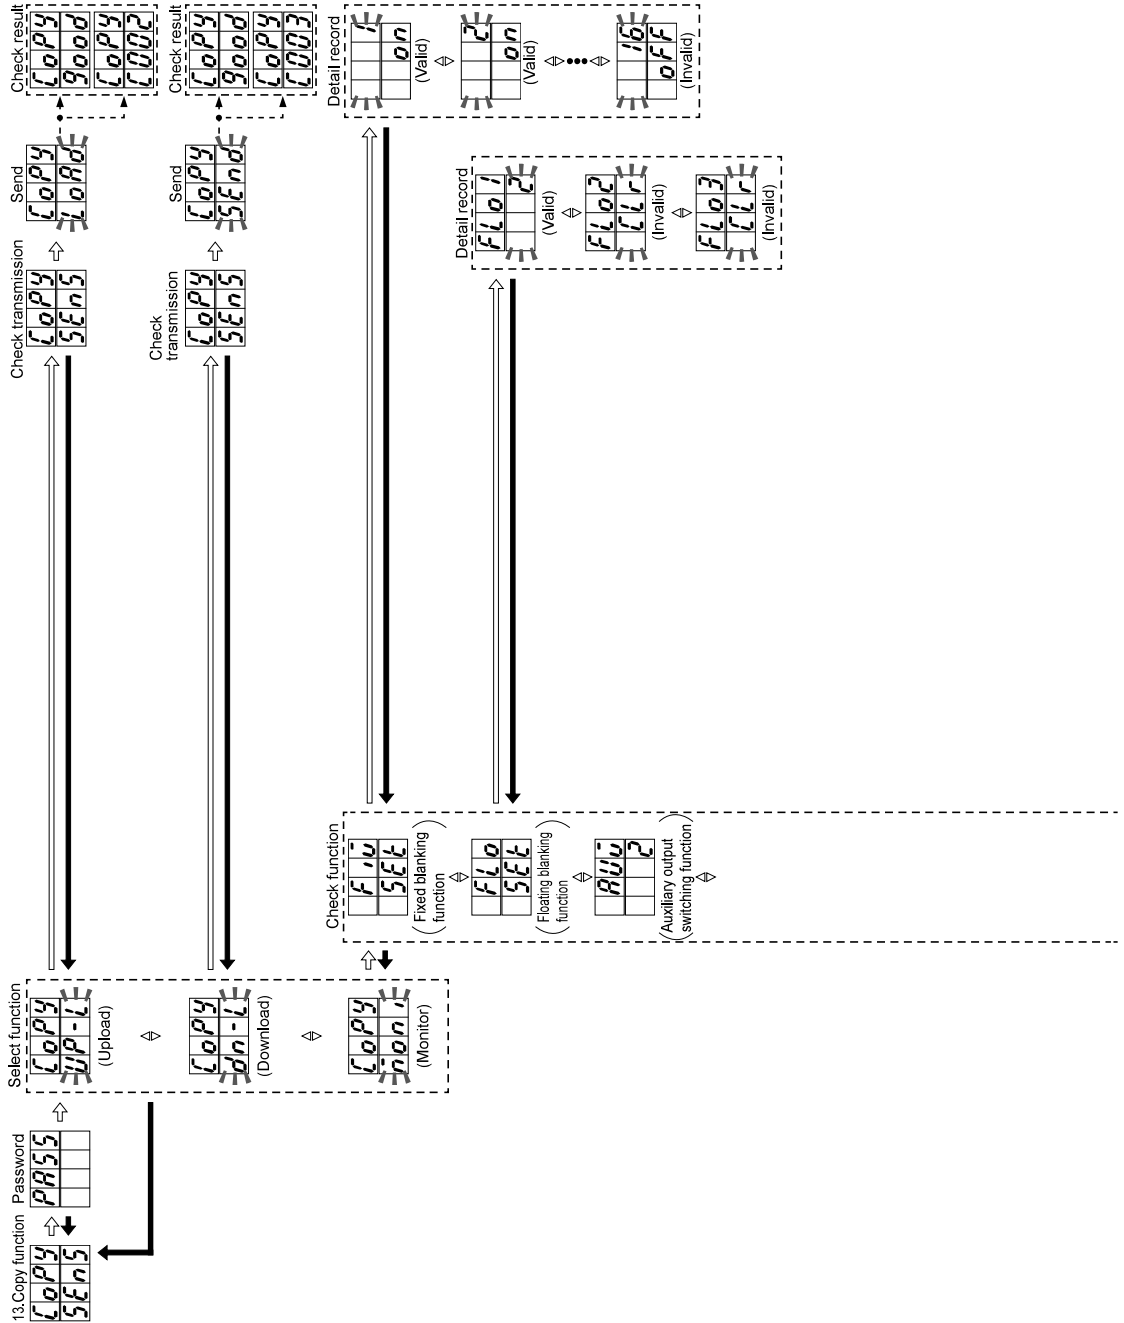 13.Copy function
CoPY
SEnS
Password
PASS
Select function
CoPY
UP-L
(Upload)
CoPY
dn-L
(Download)
CoPY
noni
(Monitor)
Check transmission
CoPY
SEnS
Send
CoPY
LoAd
Check result
CoPY
good
CoPY
C002
Check
transmission
CoPY
SEnS
Send
CoPY
SEnd
Check result
CoPY
good
CoPY
C003
Check function
SEt
(Fixed blanking
function)
FLo
SEt
(Floating blanking
function)
2
(Auxiliary output
switching function)
Detail record
1
on
(Valid)
2
on
(Valid)
16
oFF
(Invalid)
Detail record
FLo1
2
(Valid)
FLo2
CLr
(Invalid)
FLo3
CLr
(Invalid)